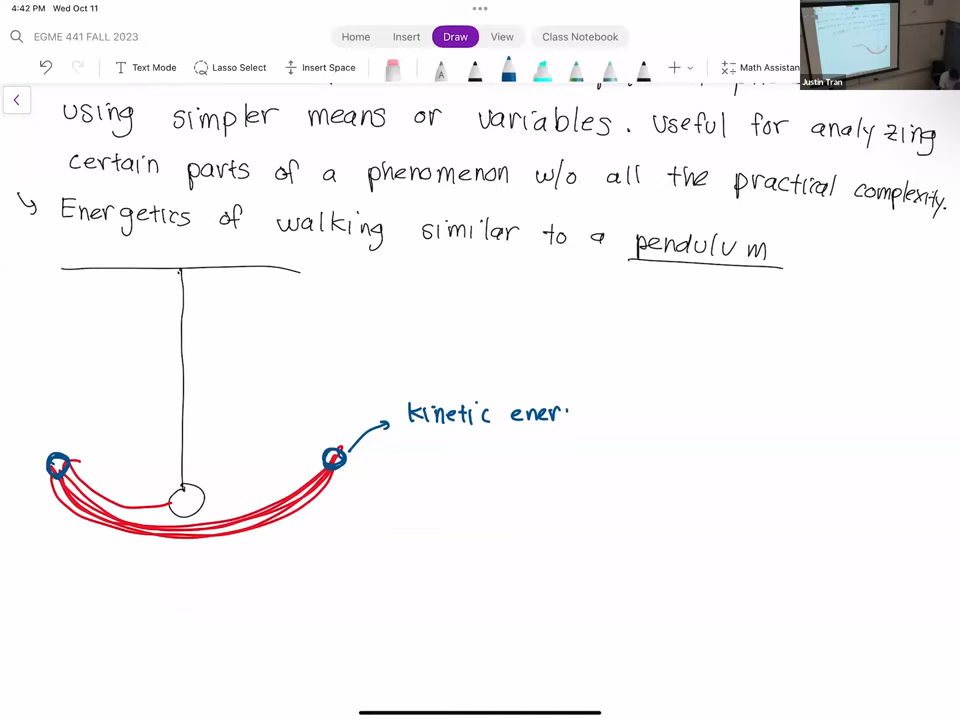 4:42 PM Wed Oct 11
EGME 441 FALL 2023
Home Insert Draw View Class Notebook
Text Mode Lasso Select Insert Space Math Assistan
Justin Tran
using simpler means or variables. Useful for analyzing
certain parts of a phenomenon w/o all the practical complexity.
↳ Energetics of walking similar to a pendulum
kinetic ener